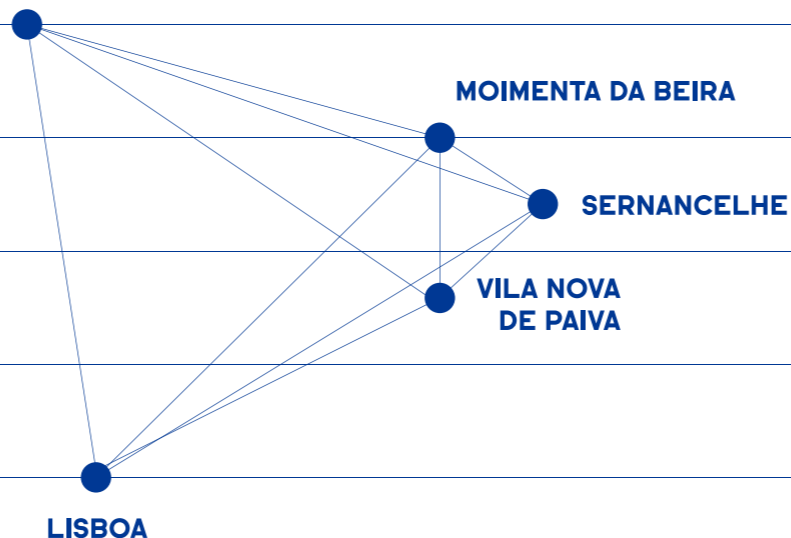 MOIMENTA DA BEIRA
SERNANCELHE
VILA NOVA
DE PAIVA
LISBOA